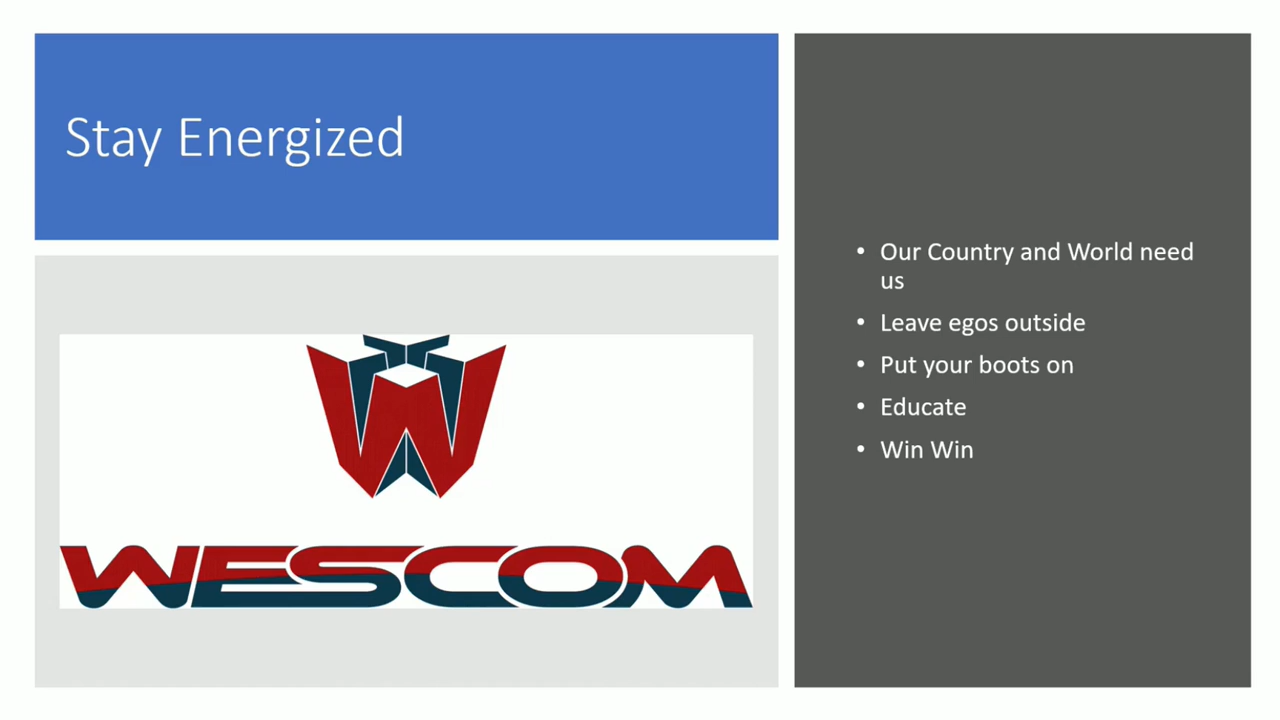 Stay Energized
WESCOM
• Our Country and World need
us
• Leave egos outside
• Put your boots on
• Educate
• Win Win